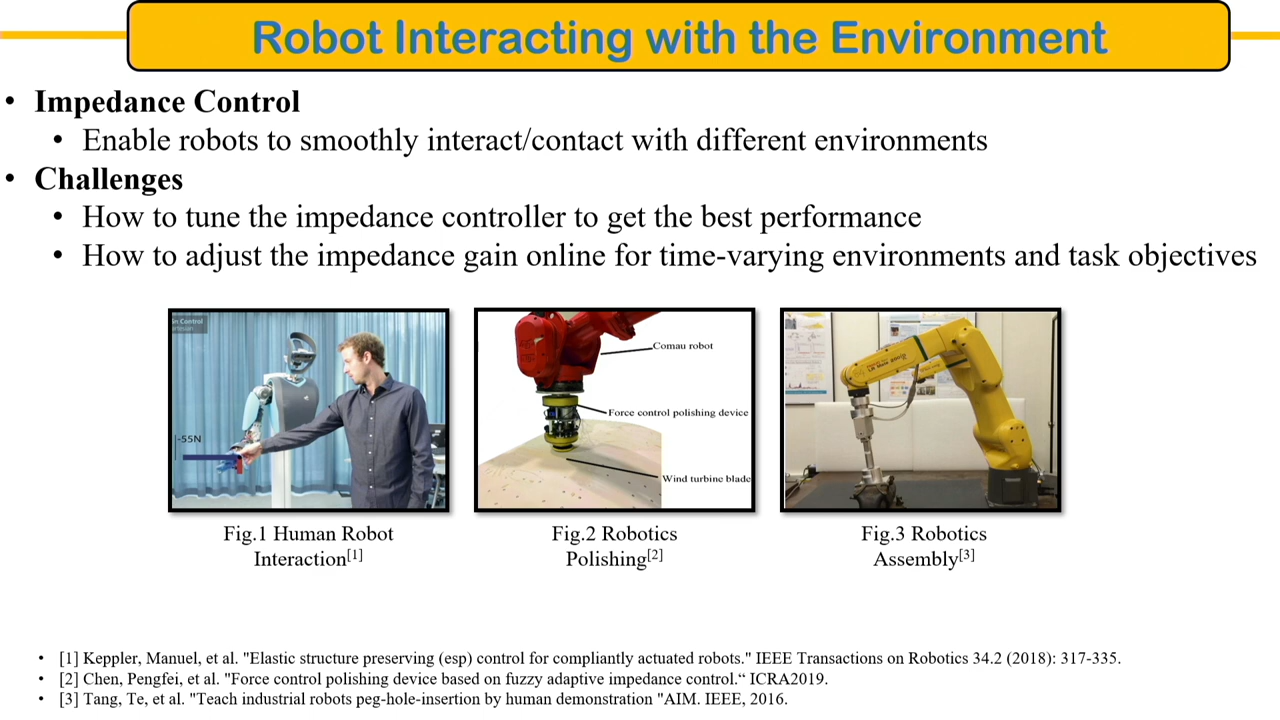 Robot Interacting with the Environment
• Impedance Control
• Enable robots to smoothly interact/contact with different environments
• Challenges
• How to tune the impedance controller to get the best performance
• How to adjust the impedance gain online for time-varying environments and task objectives
-55N
Comau robot
Force control polishing device
Wind turbine blade
Fig.1 Human Robot
Interaction[1]
Fig.2 Robotics
Polishing[2]
Fig.3 Robotics
Assembly[3]
• [1] Keppler, Manuel, et al. "Elastic structure preserving (esp) control for compliantly actuated robots." IEEE Transactions on Robotics 34.2 (2018): 317-335.
• [2] Chen, Pengfei, et al. "Force control polishing device based on fuzzy adaptive impedance control.“ ICRA2019.
• [3] Tang, Te, et al. "Teach industrial robots peg-hole-insertion by human demonstration "AIM. IEEE, 2016.